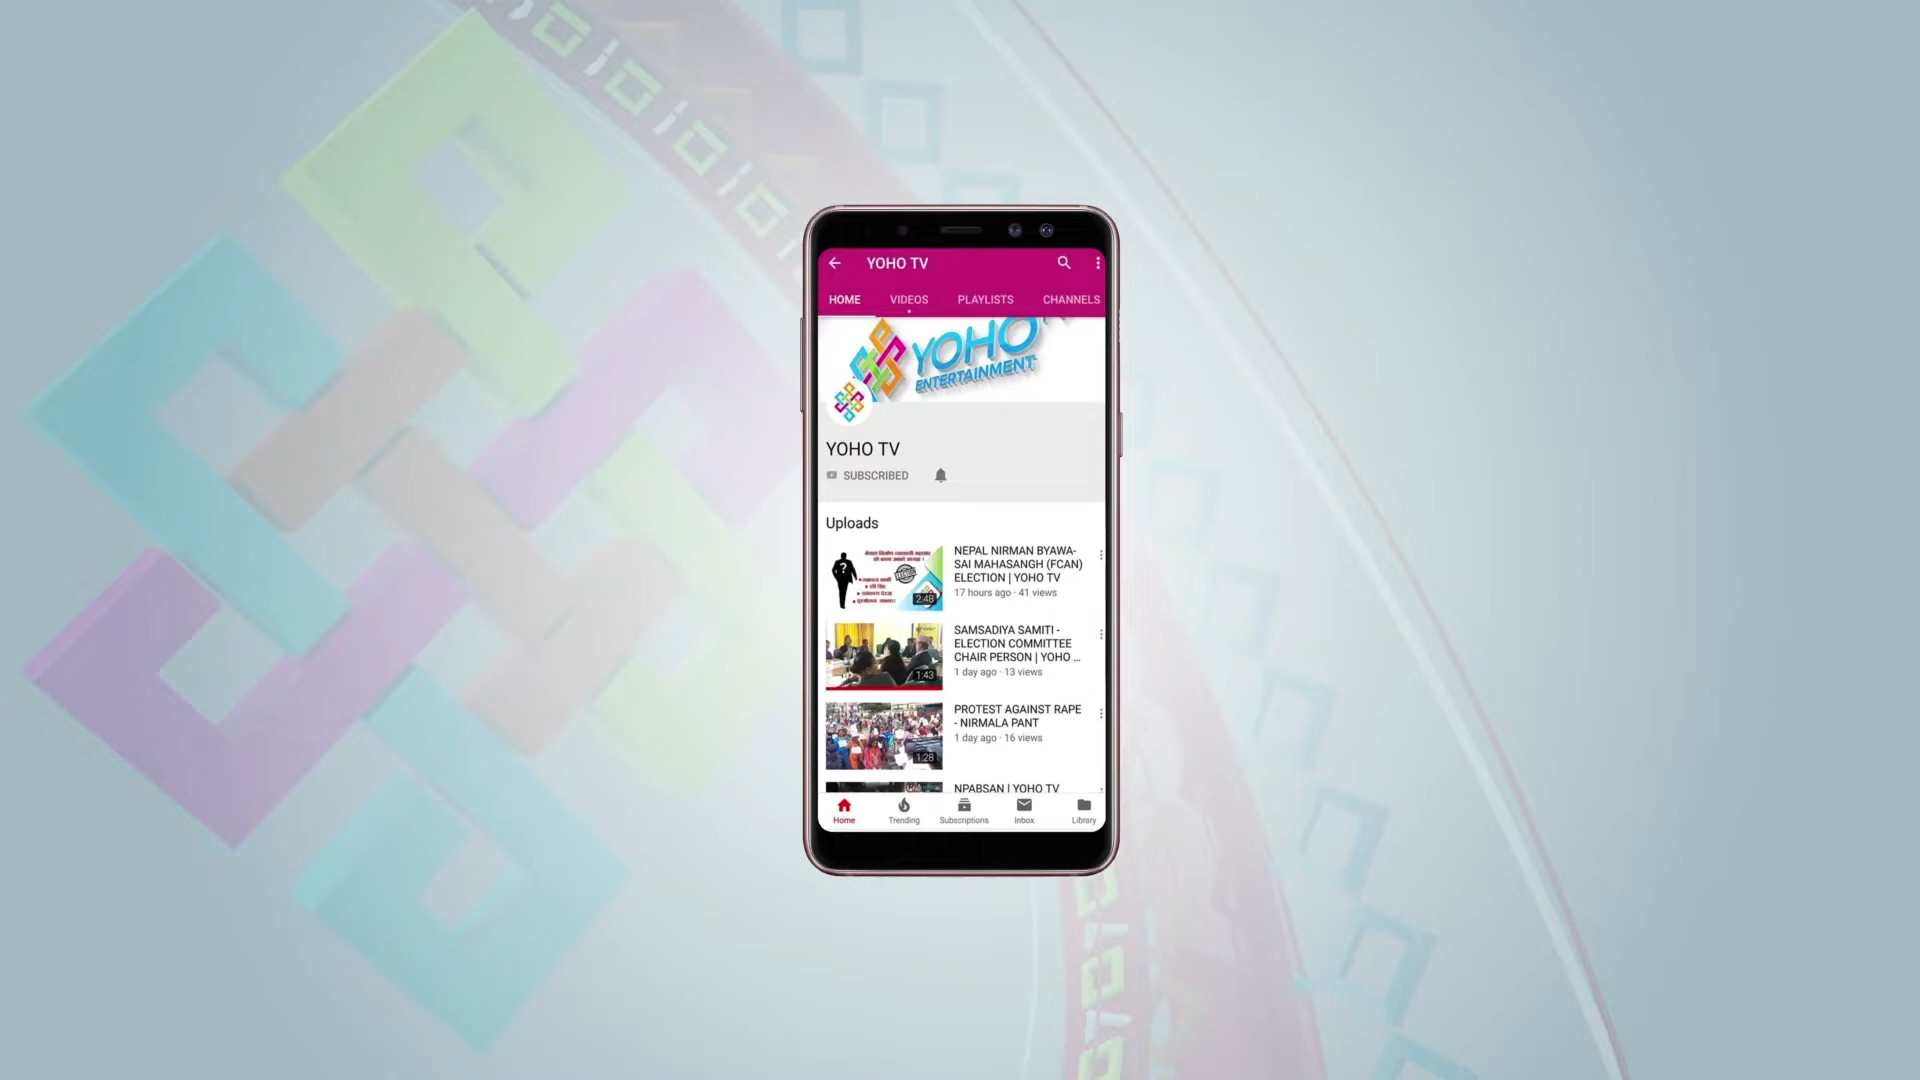 YOHO TV
HOME VIDEOS PLAYLISTS CHANNELS
YOHO
ENTERTAINMENT
YOHO TV
SUBSCRIBED
Uploads
NEPAL NIRMAN BYAWA-
SAI MAHASANGH (FCAN)
ELECTION | YOHO TV
17 hours ago · 41 views
2:48
SAMSADIYA SAMITI -
ELECTION COMMITTEE
CHAIR PERSON | YOHO ...
1 day ago · 13 views
1:43
PROTEST AGAINST RAPE
- NIRMALA PANT
1 day ago · 16 views
1:28
NPABSAN | YOHO TV
Home Trending Subscriptions Inbox Library